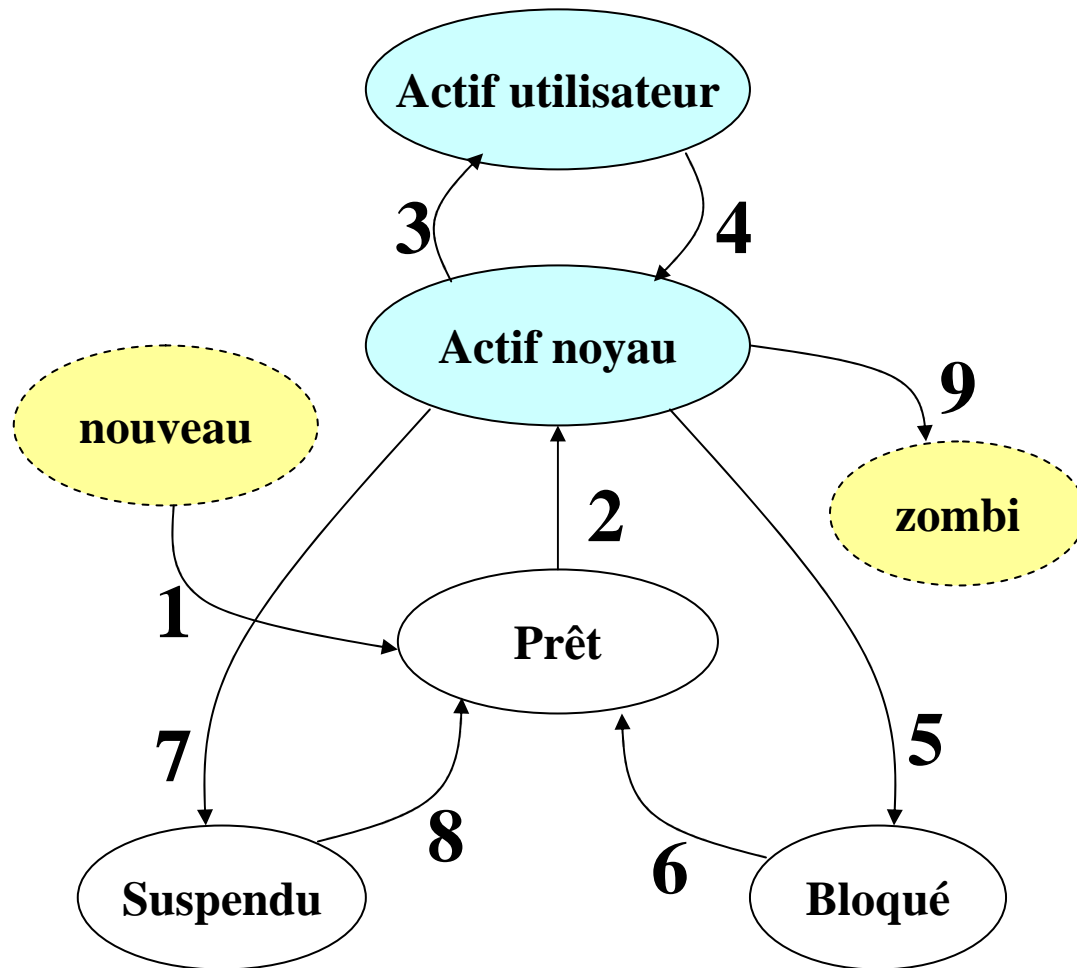 Actif utilisateur
3
4
Actif noyau
9
nouveau
zombi
2
1
Prêt
7
5
8
6
Suspendu
Bloqué